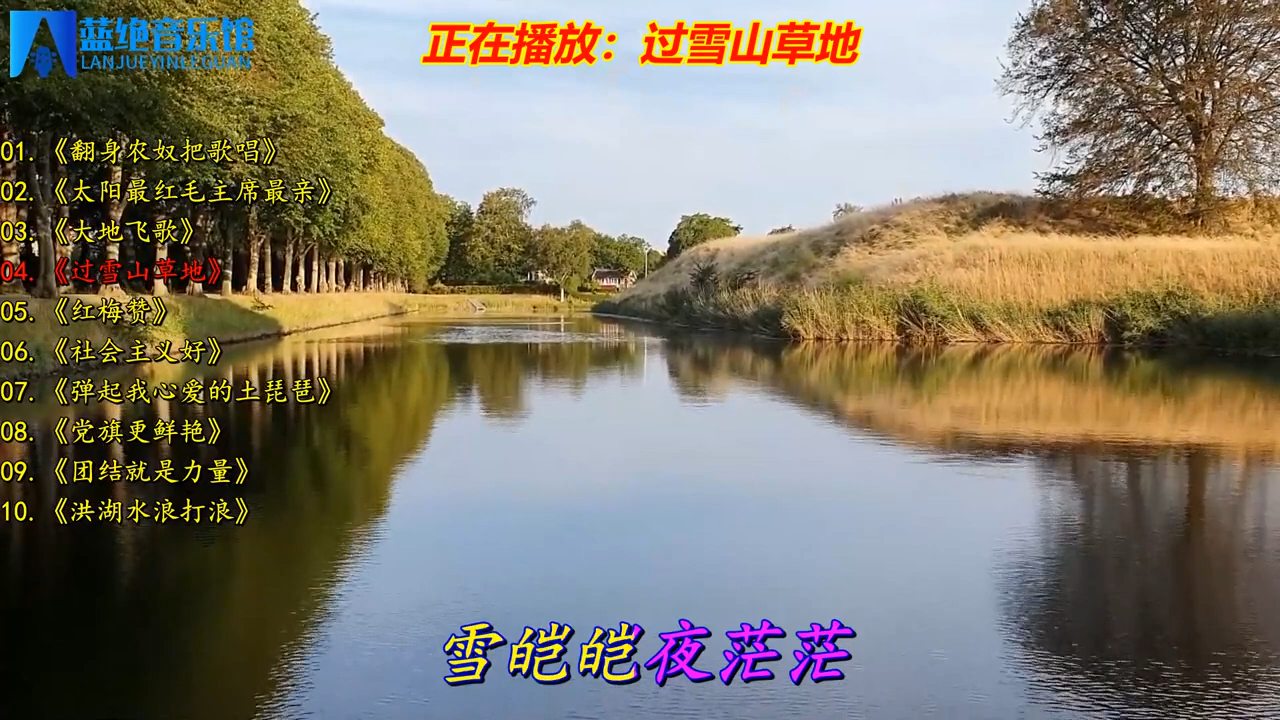 蓝绝音乐馆
LANJUEYINLEGUAN
正在播放：过雪山草地
01.《翻身农奴把歌唱》
02.《太阳最红毛主席最亲》
03.《大地飞歌》
04.《过雪山草地》
05.《红梅赞》
06.《社会主义好》
07.《弹起我心爱的土琵琶》
08.《党旗更鲜艳》
09.《团结就是力量》
10.《洪湖水浪打浪》
雪皑皑夜茫茫